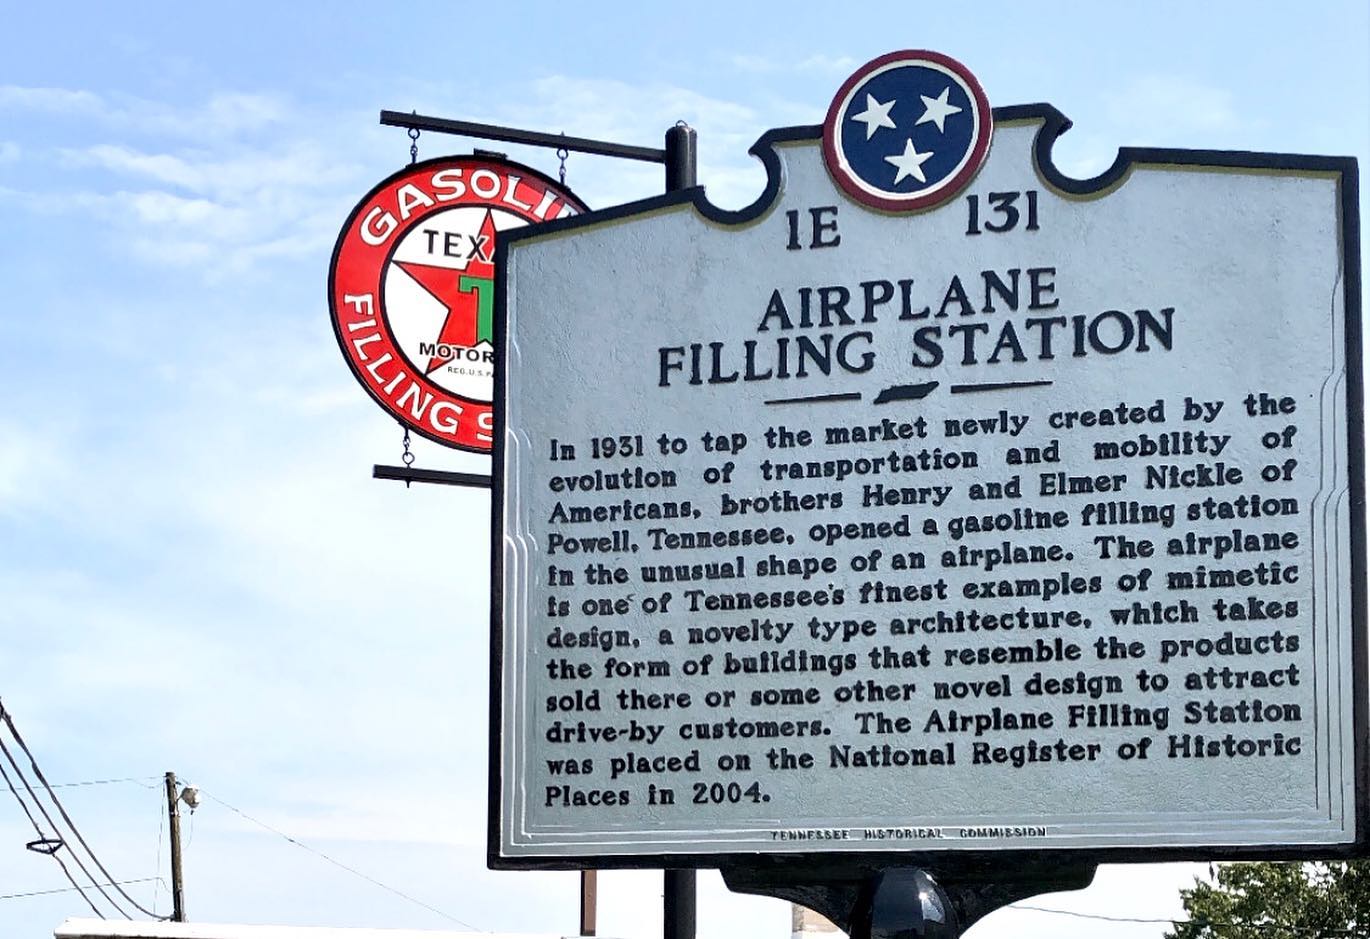 GASOLI
TEXA
T
MOTOR
REG. U.S. PA
FILLING S
1E 131
AIRPLANE
FILLING STATION
In 1931 to tap the market newly created by the
evolution of transportation and mobility of
Americans, brothers Henry and Elmer Nickle of
Powell, Tennessee, opened a gasoline filling station
in the unusual shape of an airplane. The airplane
is one of Tennessee's finest examples of mimetic
design, a novelty type architecture, which takes
the form of buildings that resemble the products
sold there or some other novel design to attract
drive-by customers. The Airplane Filling Station
was placed on the National Register of Historic
Places in 2004.
TENNESSEE HISTORICAL COMMISSION